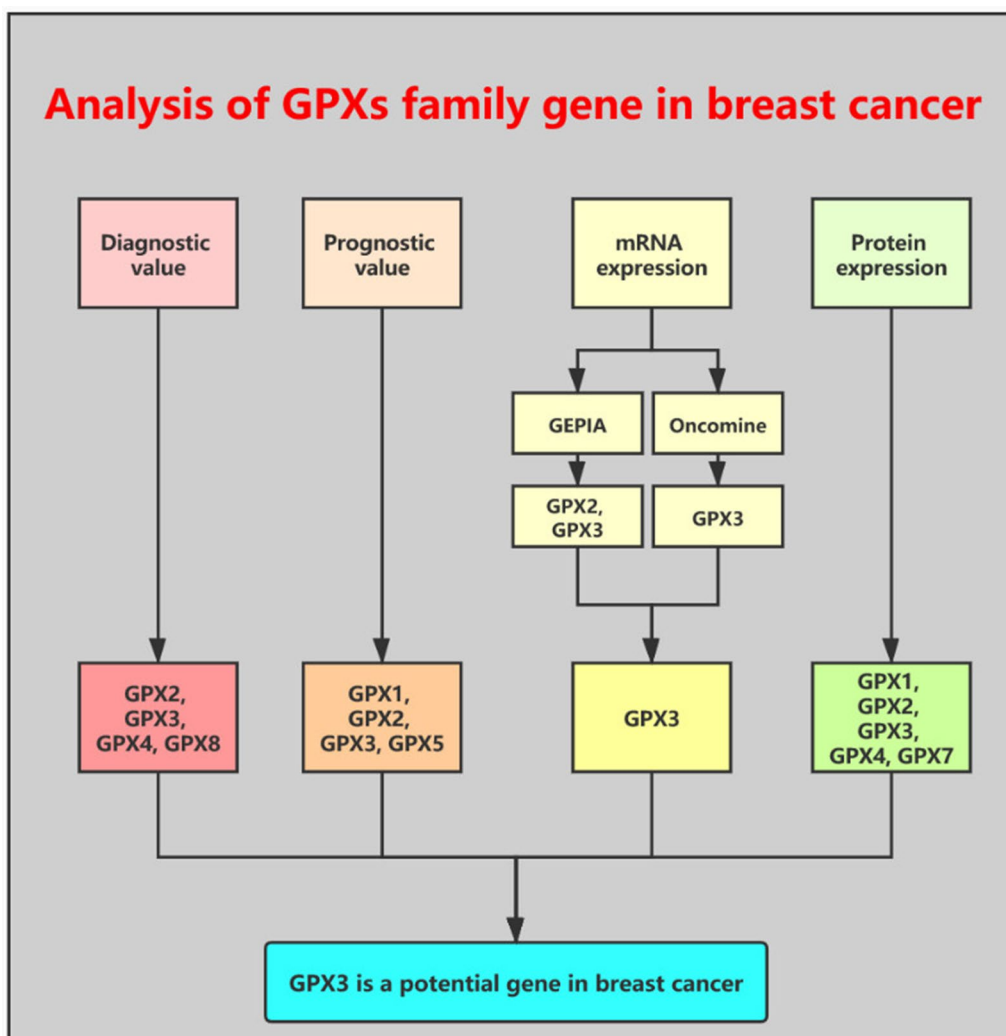 Analysis of GPXs family gene in breast cancer
Diagnostic
value
Prognostic
value
mRNA
expression
Protein
expression
GEPIA
Oncomine
GPX2,
GPX3
GPX3
GPX2,
GPX3,
GPX4, GPX8
GPX1,
GPX2,
GPX3, GPX5
GPX3
GPX1,
GPX2,
GPX3,
GPX4, GPX7
GPX3 is a potential gene in breast cancer